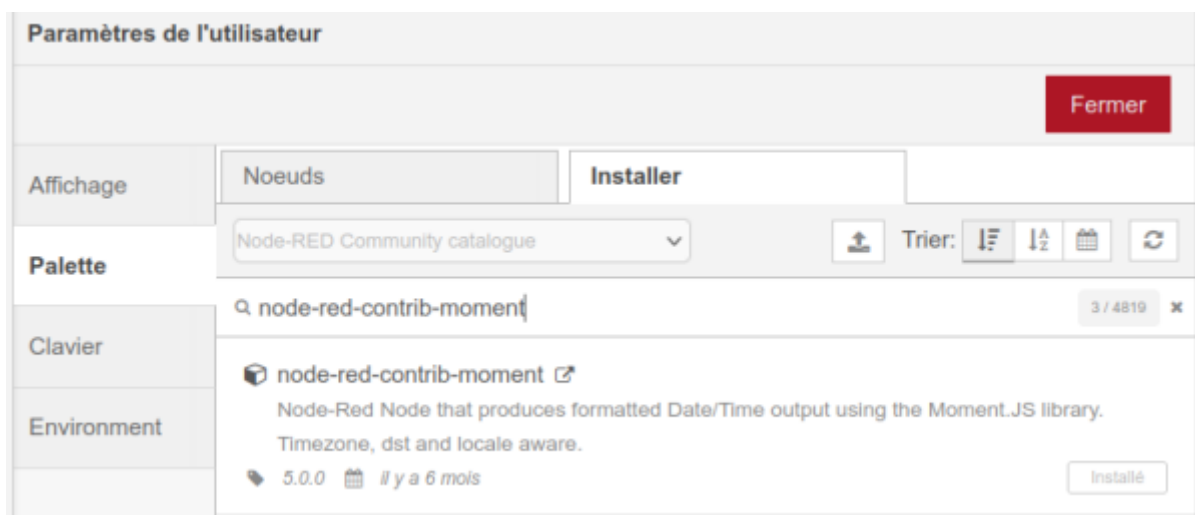 Paramètres de l'utilisateur
Fermer
Affichage
Noeuds
Installer
Node-RED Community catalogue
Trier:
Palette
node-red-contrib-moment
3 / 4819
Clavier
node-red-contrib-moment
Node-Red Node that produces formatted Date/Time output using the Moment.JS library.
Timezone, dst and locale aware.
Environment
5.0.0 il y a 6 mois
Installé